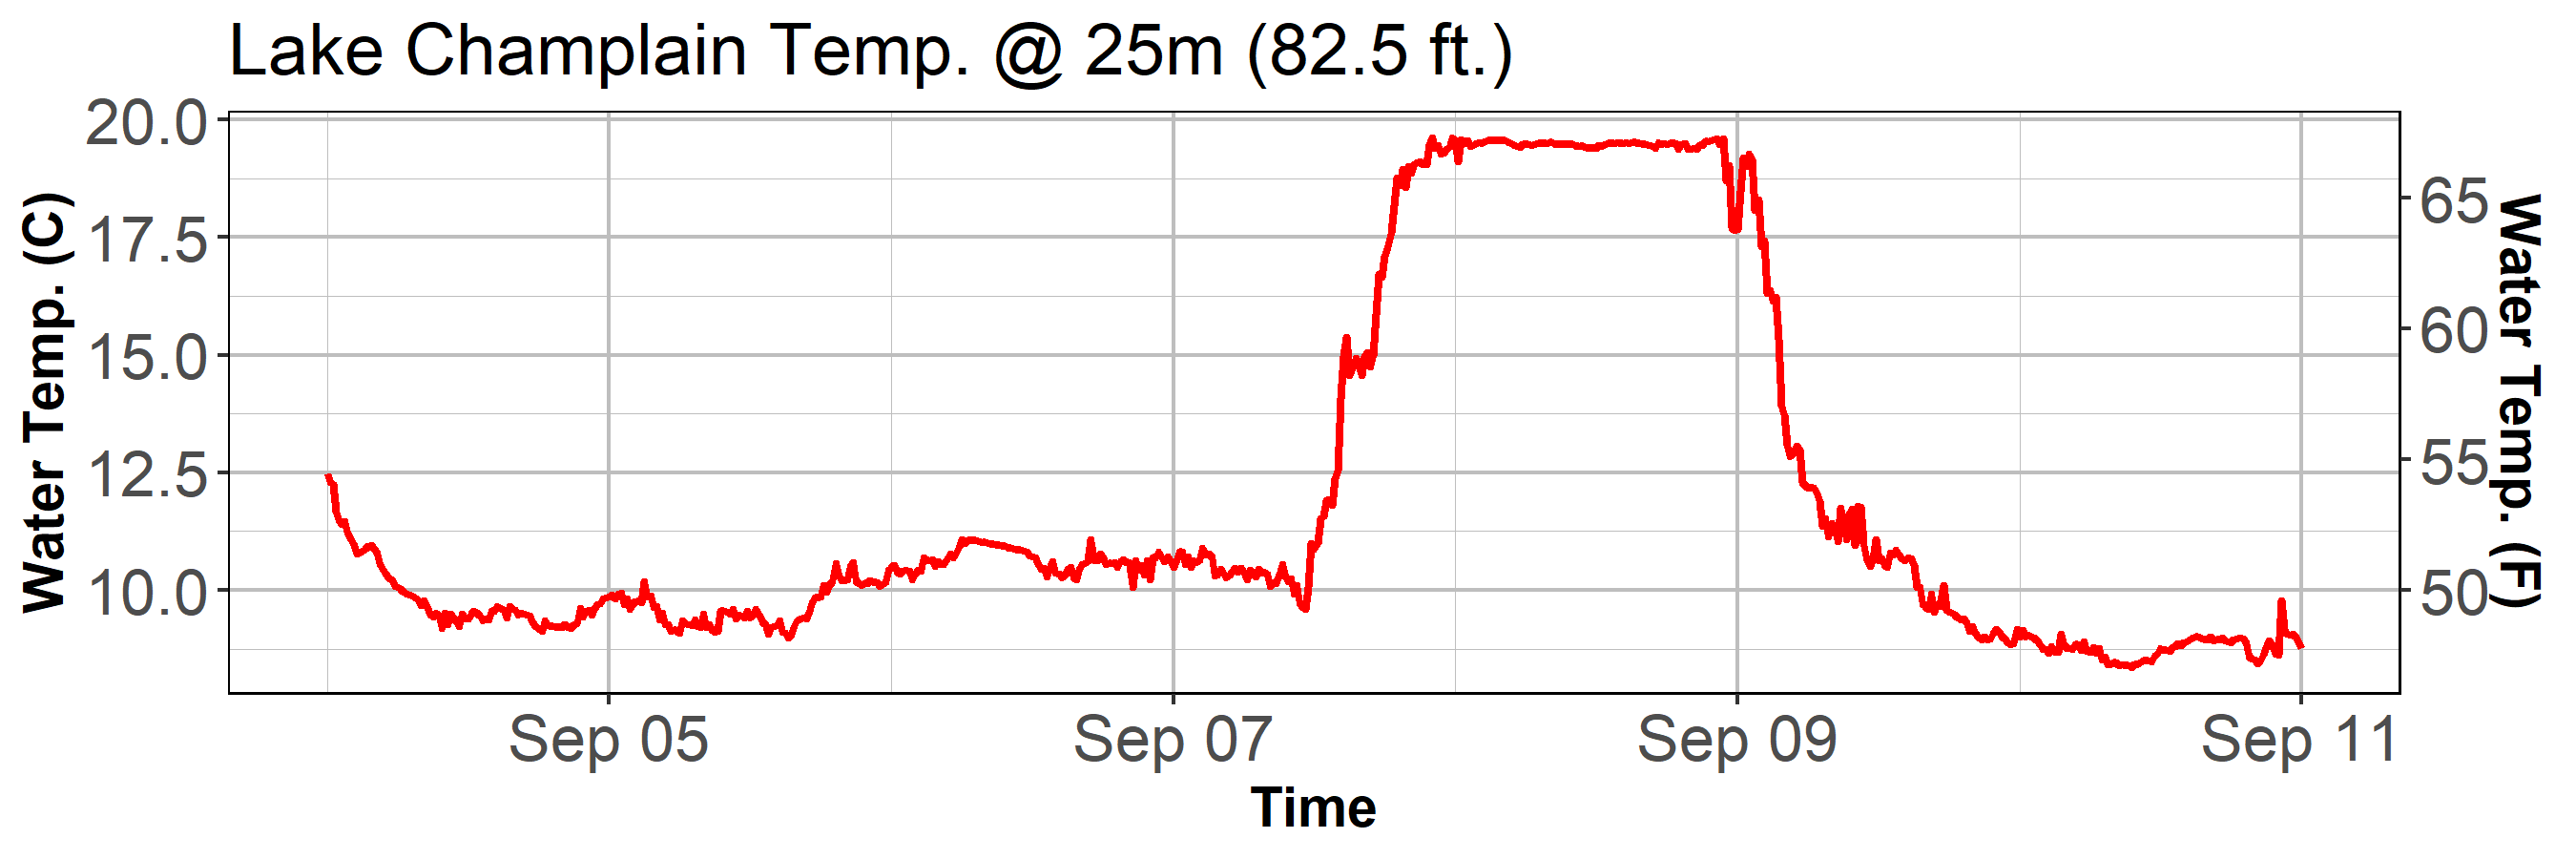 Lake Champlain Temp. @ 25m (82.5 ft.)
Water Temp. (C)
20.0
17.5
15.0
12.5
10.0
65
60
55
50
Water Temp. (F)
Sep 05 Sep 07 Sep 09 Sep 11
Time